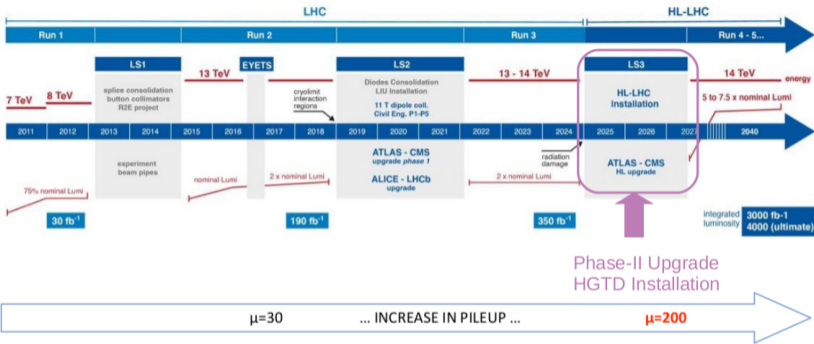 LHC
HL-LHC
Run 1
Run 2
Run 3
Run 4 - 5...
LS1
EYETS
LS2
LS3
7 TeV
8 TeV
splice consolidation
button collimators
R2E project
13 TeV
cryolimit
interaction
regions
Diodes Consolidation
LIU Installation
11 T dipole coll.
Civil Eng. P1-P5
13 - 14 TeV
HL-LHC
installation
14 TeV
energy
5 to 7.5 x nominal Lumi
2011 2012 2013 2014 2015 2016 2017 2018 2019 2020 2021 2022 2023 2024 2025 2026 2027 2040
experiment
beam pipes
ATLAS - CMS
upgrade phase 1
ALICE - LHCb
upgrade
radiation
damage
ATLAS - CMS
HL upgrade
75% nominal Lumi
nominal Lumi
2 x nominal Lumi
2 x nominal Lumi
30 fb-1
190 fb-1
350 fb-1
integrated
luminosity
3000 fb-1
4000 (ultimate)
Phase-II Upgrade
HGTD Installation
μ=30
... INCREASE IN PILEUP ...
μ=200